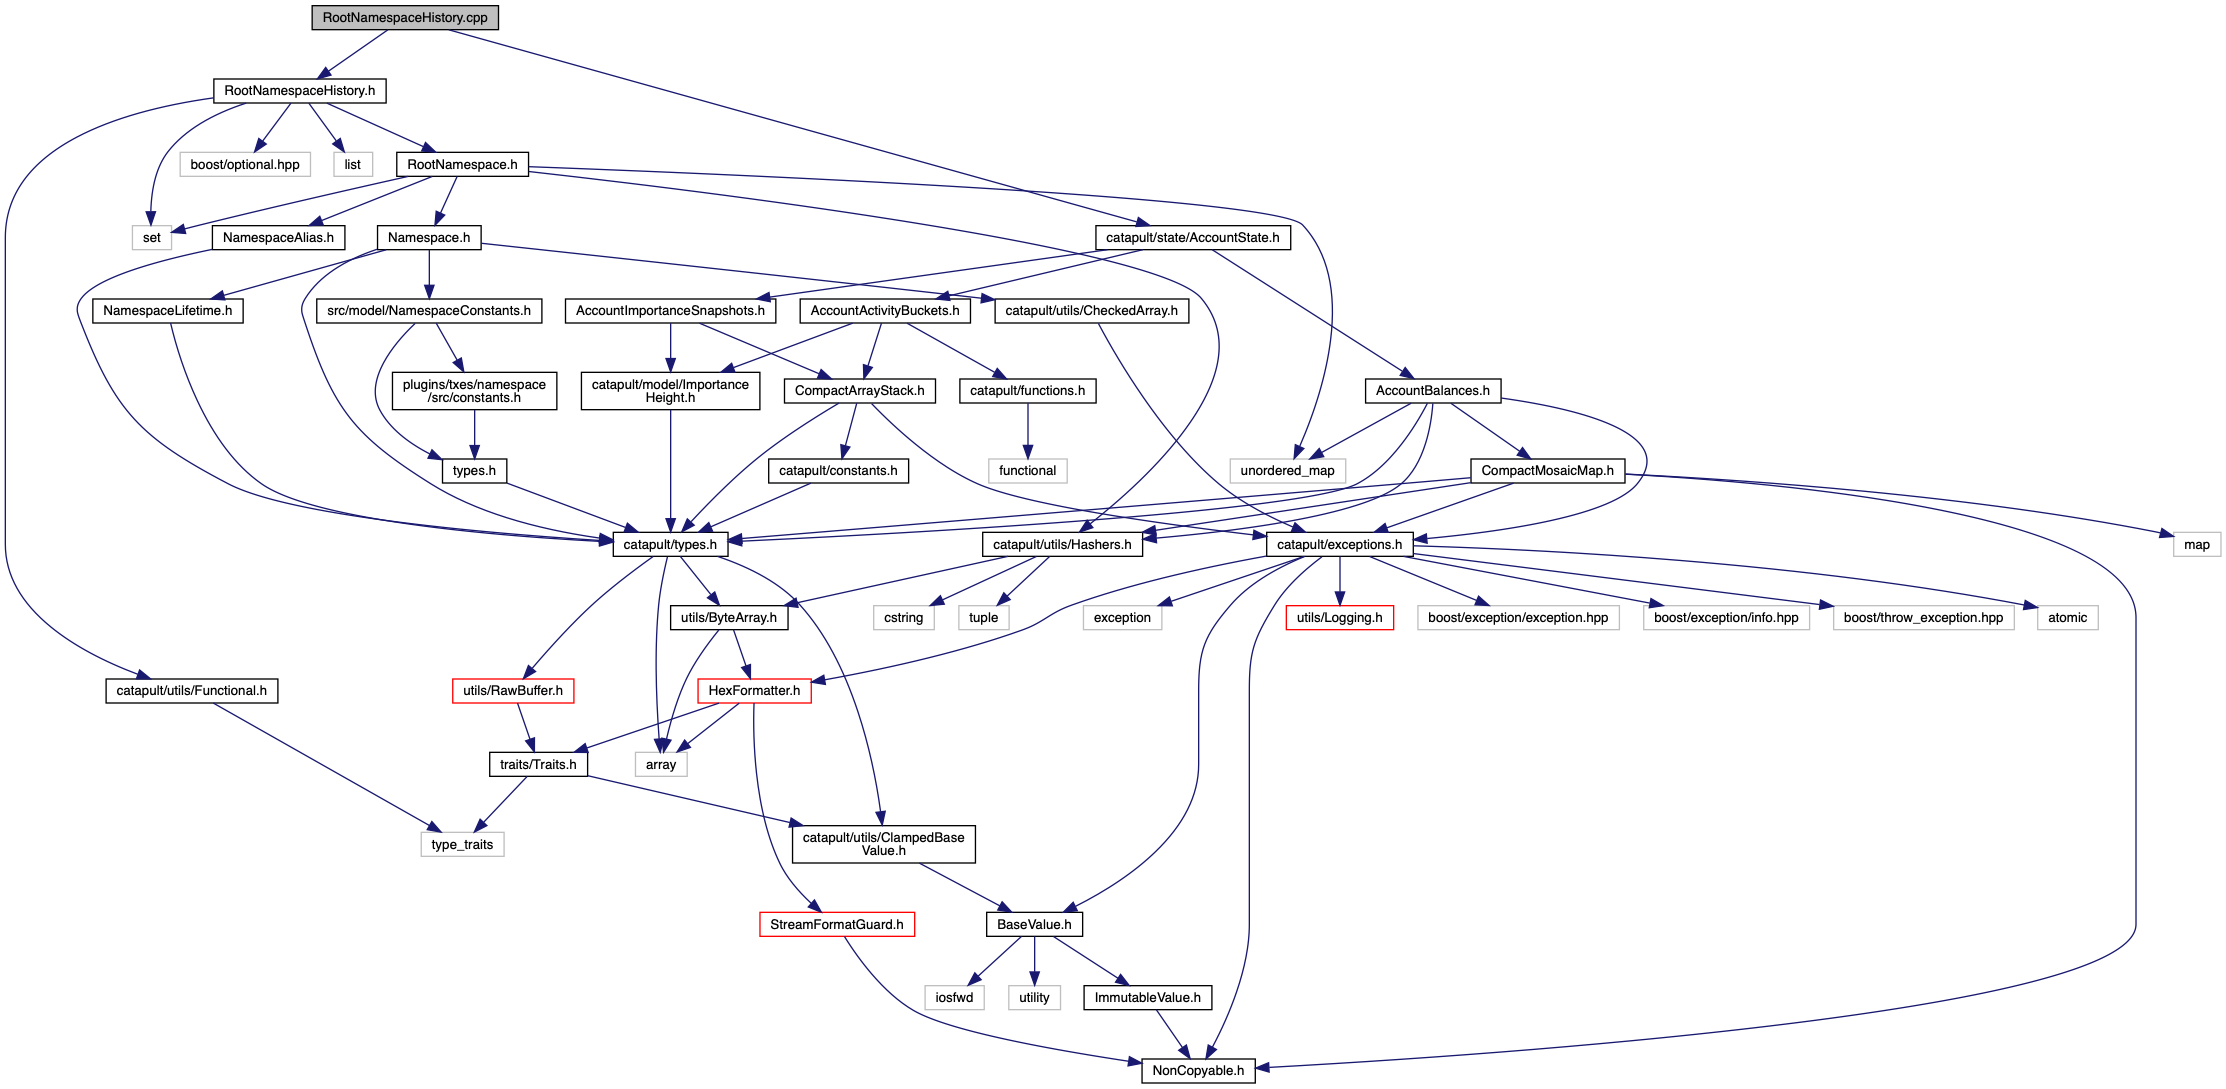 RootNamespaceHistory.cpp
RootNamespaceHistory.h
boost/optional.hpp
list
RootNamespace.h
set
NamespaceAlias.h
Namespace.h
catapult/state/AccountState.h
NamespaceLifetime.h
src/model/NamespaceConstants.h
AccountImportanceSnapshots.h
AccountActivityBuckets.h
catapult/utils/CheckedArray.h
plugins/txes/namespace
/src/constants.h
catapult/model/Importance
Height.h
CompactArrayStack.h
catapult/functions.h
AccountBalances.h
types.h
catapult/constants.h
functional
unordered_map
CompactMosaicMap.h
catapult/types.h
catapult/utils/Hashers.h
catapult/exceptions.h
map
utils/ByteArray.h
cstring
tuple
exception
utils/Logging.h
boost/exception/exception.hpp
boost/exception/info.hpp
boost/throw_exception.hpp
atomic
catapult/utils/Functional.h
utils/RawBuffer.h
HexFormatter.h
traits/Traits.h
array
type_traits
catapult/utils/ClampedBase
Value.h
StreamFormatGuard.h
BaseValue.h
iosfwd
utility
ImmutableValue.h
NonCopyable.h